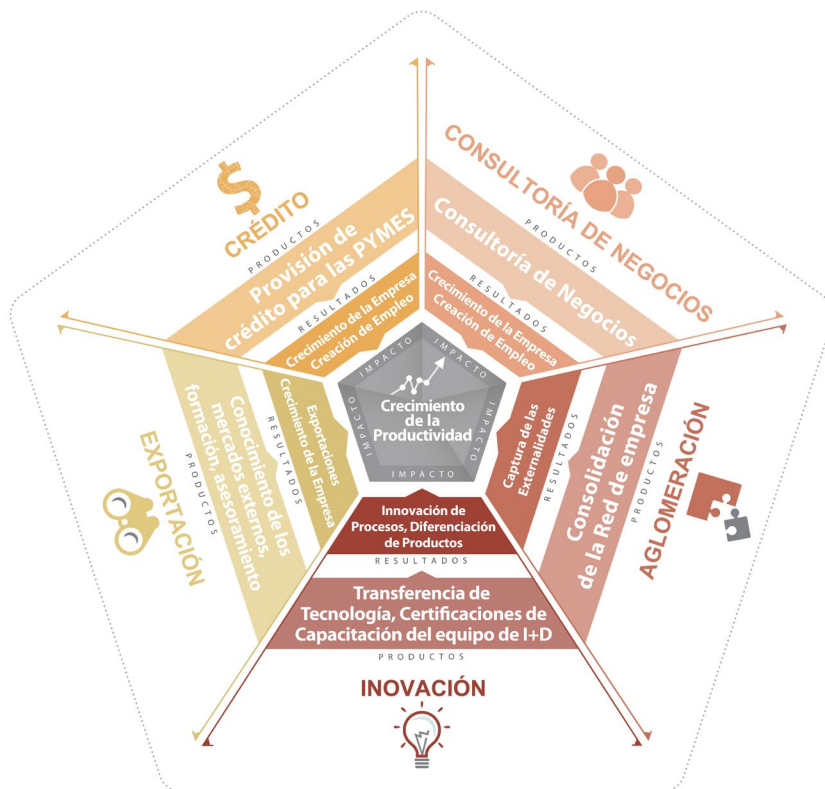 CRÉDITO
PRODUCTOS
Provisión de
crédito para las PYMES
RESULTADOS
Crecimiento de la Empresa
Creación de Empleo
IMPACTO
CONSULTORÍA DE NEGOCIOS
PRODUCTOS
Consultoría de Negocios
RESULTADOS
Crecimiento de la Empresa
Creación de Empleo
IMPACTO
Crecimiento
de la
Productividad
EXPORTACIÓN
PRODUCTOS
Conocimiento de los
mercados externos,
formación, asesoramiento
RESULTADOS
Exportaciones
Crecimiento de la Empresa
IMPACTO
AGLOMERACIÓN
PRODUCTOS
Consolidación
de la Red de empresa
RESULTADOS
Captura de las
Externalidades
IMPACTO
IMPACTO
Innovación de
Procesos, Diferenciación
de Productos
RESULTADOS
Transferencia de
Tecnología, Certificaciones de
Capacitación del equipo de I+D
PRODUCTOS
INOVACIÓN